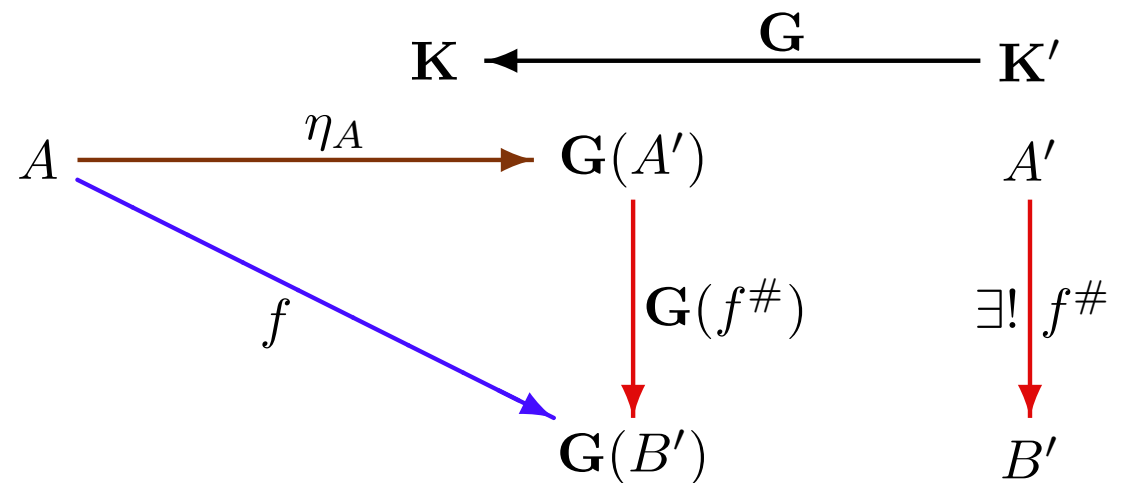 G
K K′
η_A
A G(A′) A′
f G(f^#) ∃! f^#
G(B′) B′